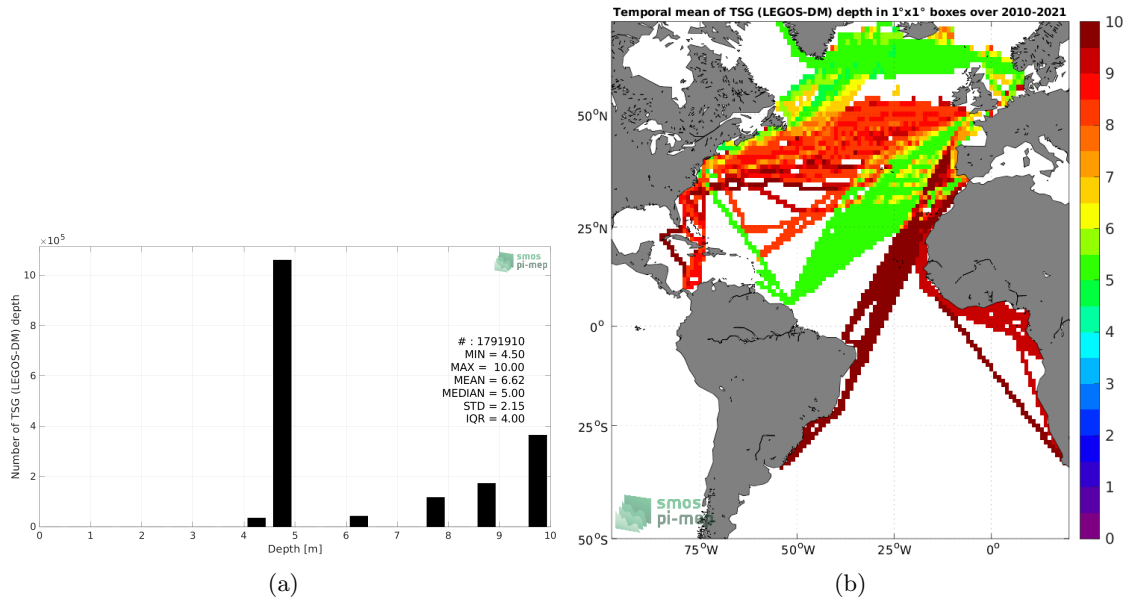 ×10⁵
10
8
6
4
2
0
Number of TSG (LEGOS-DM) depth
smos
pi-mep
# : 1791910
MIN = 4.50
MAX = 10.00
MEAN = 6.62
MEDIAN = 5.00
STD = 2.15
IQR = 4.00
0 1 2 3 4 5 6 7 8 9 10
Depth [m]
(a)
Temporal mean of TSG (LEGOS-DM) depth in 1°x1° boxes over 2010-2021
50°N
25°N
0°
25°S
50°S
75°W 50°W 25°W 0°
smos
pi-mep
10
9
8
7
6
5
4
3
2
1
0
(b)